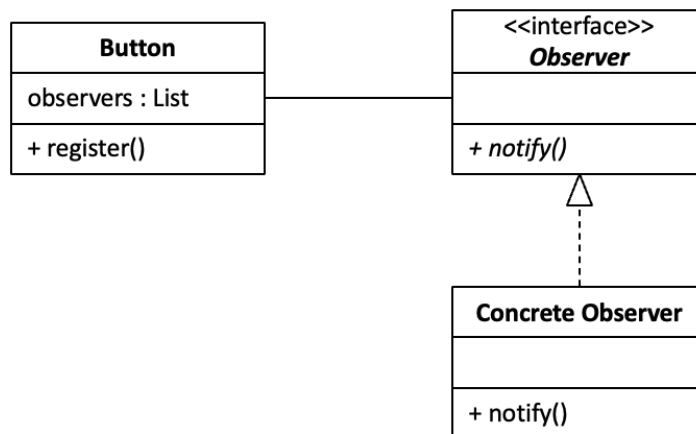 Button
observers : List
+ register()
<<interface>>
Observer
+ notify()
Concrete Observer
+ notify()